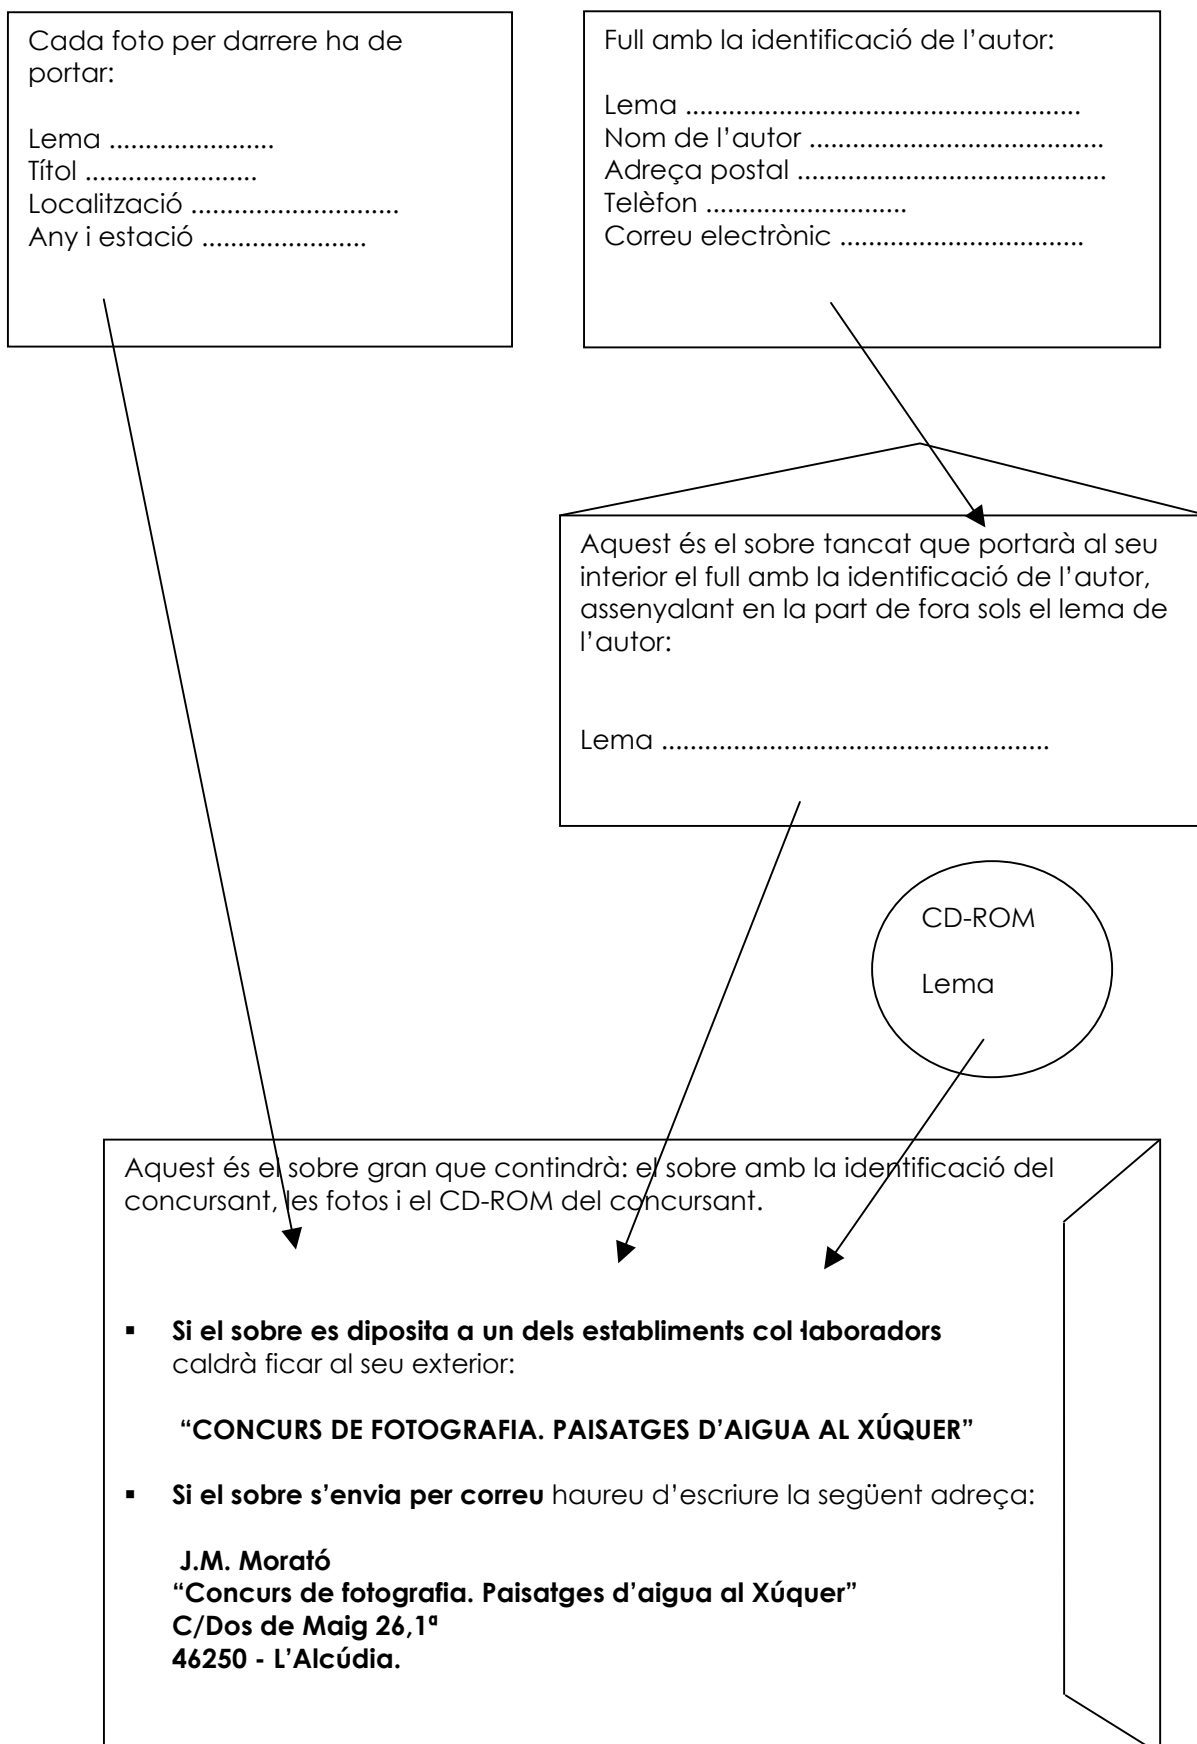 Cada foto per darrere ha de
portar:
Lema .......................
Títol ........................
Localització .............................
Any i estació .......................
Full amb la identificació de l’autor:
Lema .......................................................
Nom de l’autor .........................................
Adreça postal ...........................................
Telèfon ............................
Correu electrònic ..................................
Aquest és el sobre tancat que portarà al seu
interior el full amb la identificació de l’autor,
assenyalant en la part de fora sols el lema de
l’autor:
Lema ......................................................
CD-ROM
Lema
Aquest és el sobre gran que contindrà: el sobre amb la identificació del
concursant, les fotos i el CD-ROM del concursant.
▪ Si el sobre es diposita a un dels establiments col·laboradors
caldrà ficar al seu exterior:
“CONCURS DE FOTOGRAFIA. PAISATGES D’AIGUA AL XÚQUER”
▪ Si el sobre s’envia per correu haureu d’escriure la següent adreça:
J.M. Morató
“Concurs de fotografia. Paisatges d’aigua al Xúquer”
C/Dos de Maig 26,1ª
46250 - L’Alcúdia.